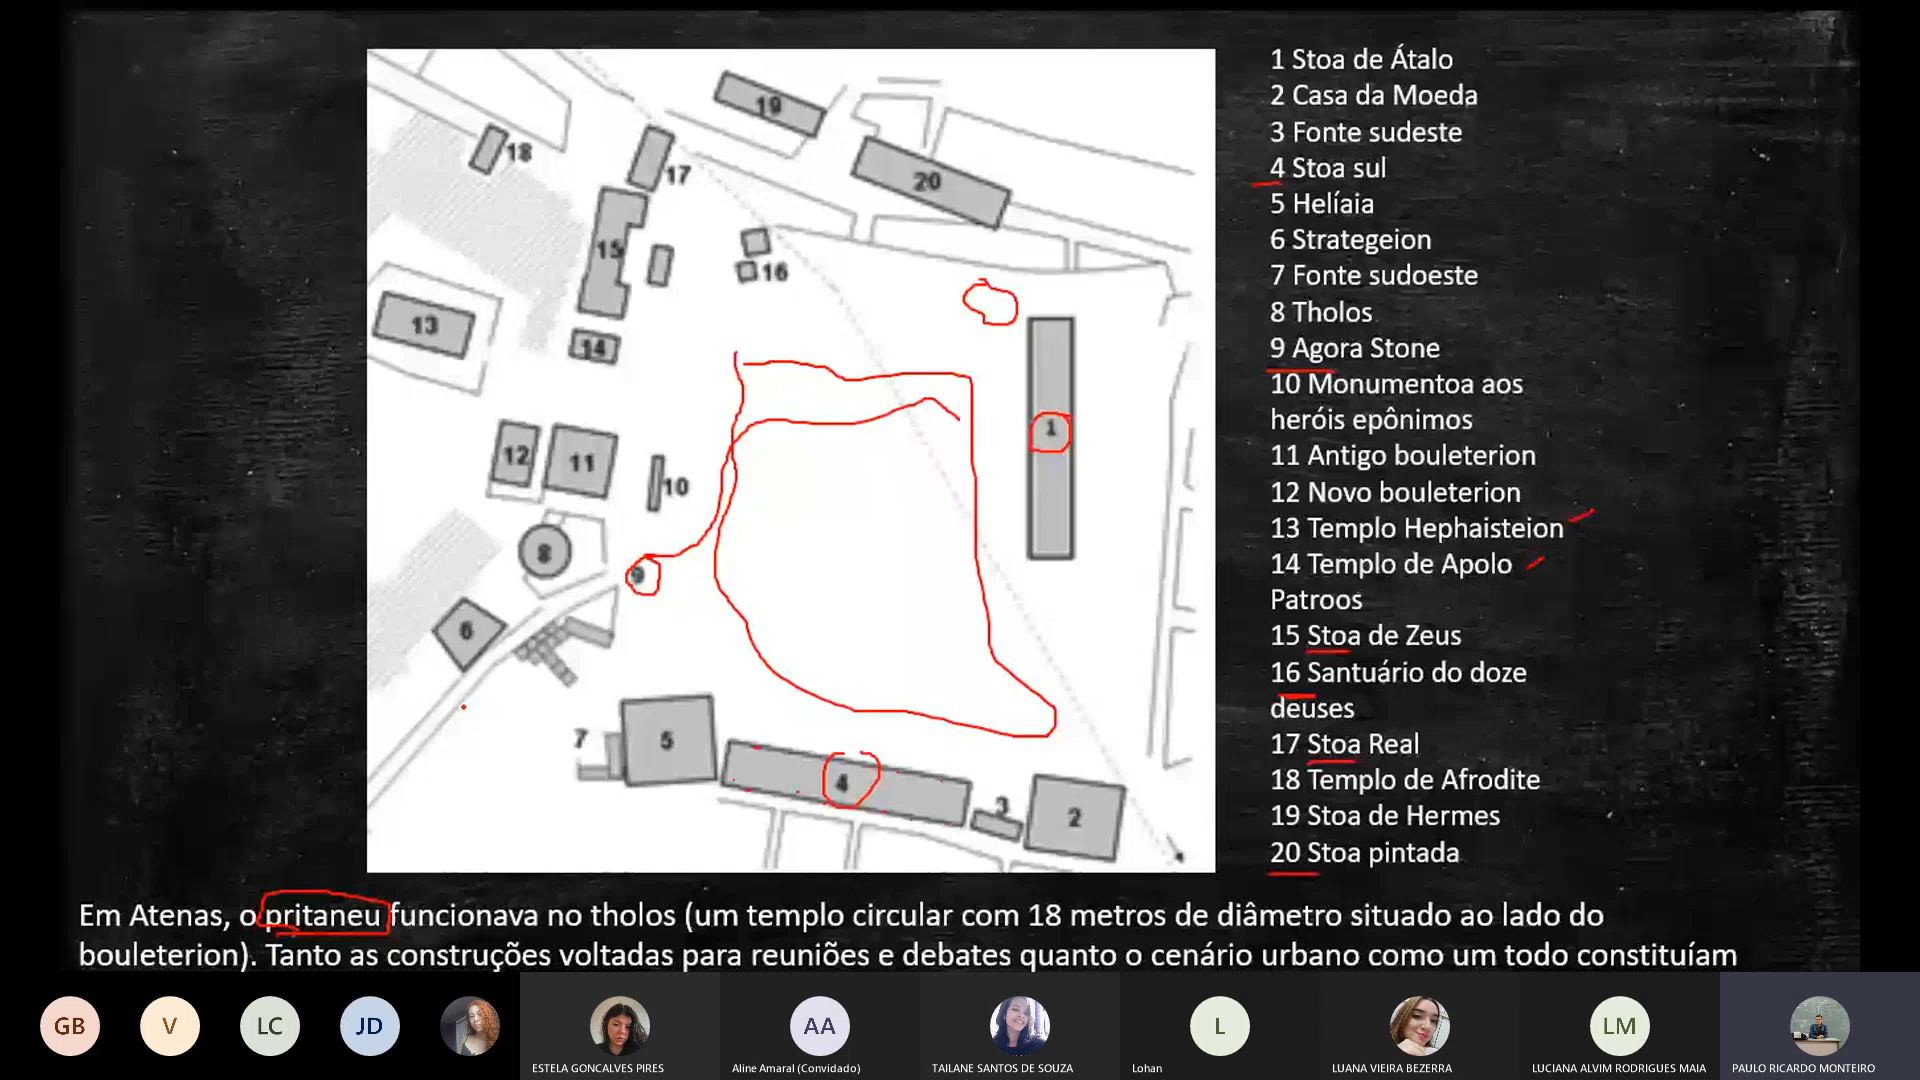 19
18
17
20
15
16
13
14
1
12
11
10
8
9
6
7
5
4
3
2
1 Stoa de Átalo
2 Casa da Moeda
3 Fonte sudeste
4 Stoa sul
5 Helíaia
6 Strategeion
7 Fonte sudoeste
8 Tholos
9 Agora Stone
10 Monumentoa aos
heróis epônimos
11 Antigo bouleterion
12 Novo bouleterion
13 Templo Hephaisteion
14 Templo de Apolo
Patroos
15 Stoa de Zeus
16 Santuário do doze
deuses
17 Stoa Real
18 Templo de Afrodite
19 Stoa de Hermes
20 Stoa pintada
Em Atenas, o pritaneu funcionava no tholos (um templo circular com 18 metros de diâmetro situado ao lado do
bouleterion). Tanto as construções voltadas para reuniões e debates quanto o cenário urbano como um todo constituíam
GB
V
LC
JD
AA
L
LM
ESTELA GONCALVES PIRES
Aline Amaral (Convidado)
TAILANE SANTOS DE SOUZA
Lohan
LUANA VIEIRA BEZERRA
LUCIANA ALVIM RODRIGUES MAIA
PAULO RICARDO MONTEIRO